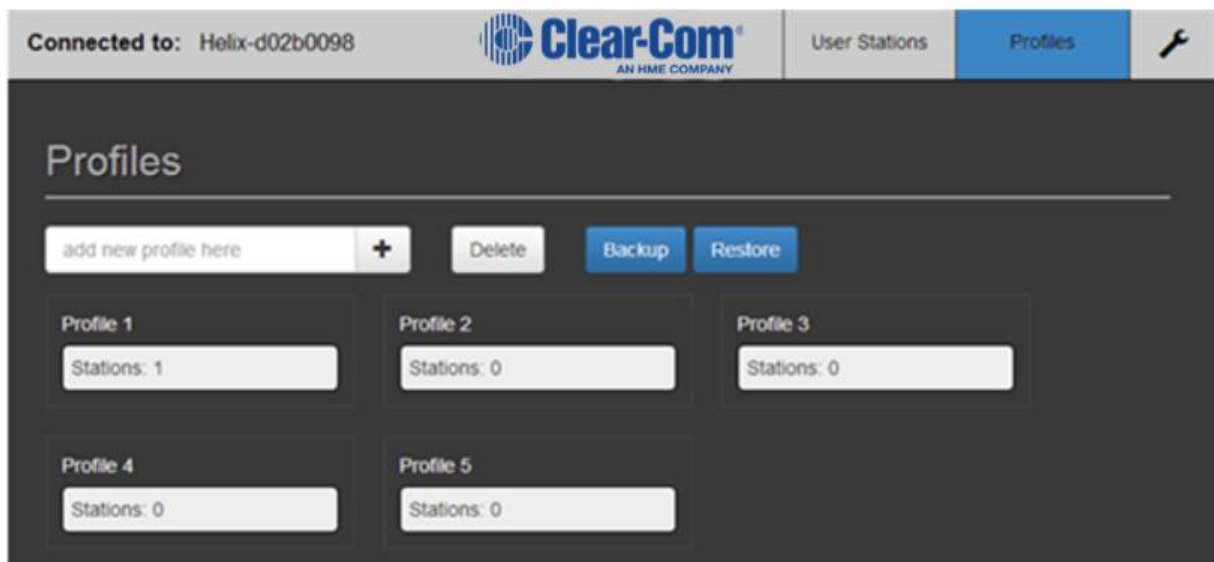 Connected to: Helix-d02b0098
Clear-Com®
AN HME COMPANY
User Stations
Profiles
Profiles
add new profile here
Delete
Backup
Restore
Profile 1
Stations: 1
Profile 2
Stations: 0
Profile 3
Stations: 0
Profile 4
Stations: 0
Profile 5
Stations: 0